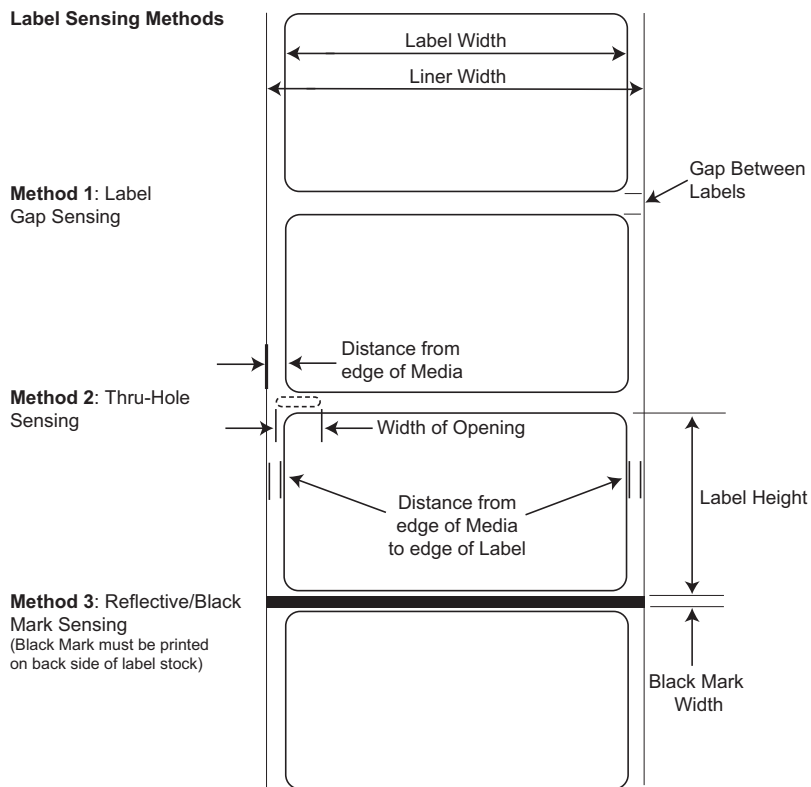 Label Sensing Methods
Label Width
Liner Width
Gap Between
Labels
Method 1: Label
Gap Sensing
Distance from
edge of Media
Method 2: Thru-Hole
Sensing
Width of Opening
Distance from
edge of Media
to edge of Label
Label Height
Method 3: Reflective/Black
Mark Sensing
(Black Mark must be printed
on back side of label stock)
Black Mark
Width